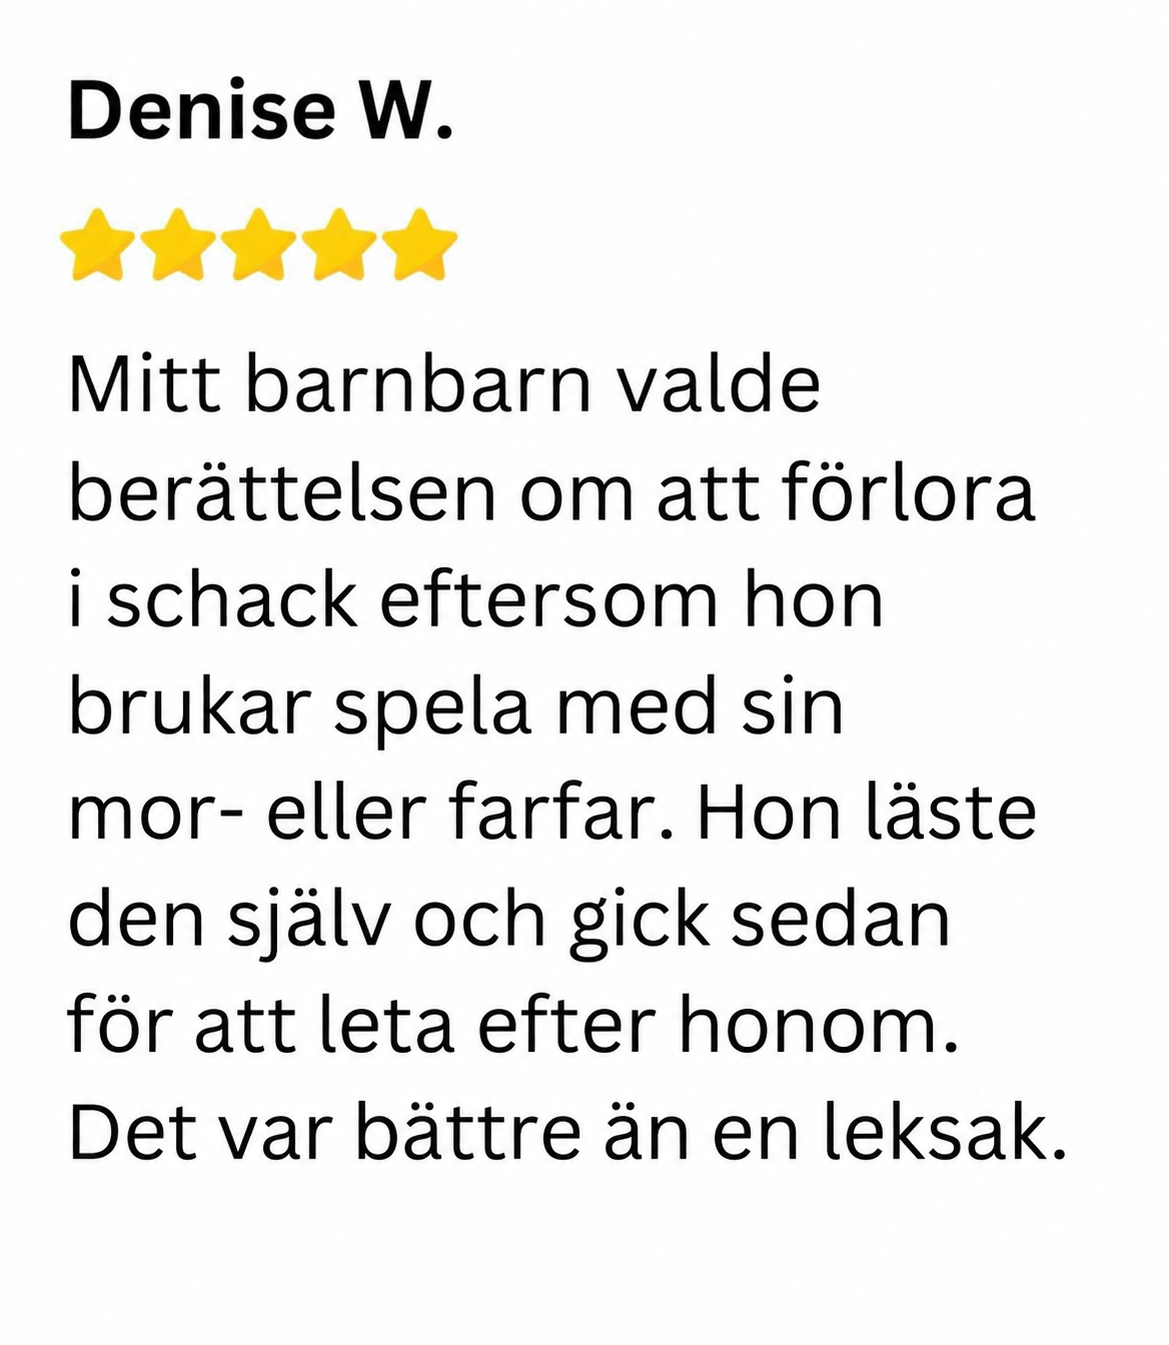 Denise W.
Mitt barnbarn valde
berättelsen om att förlora
i schack eftersom hon
brukar spela med sin
mor- eller farfar. Hon läste
den själv och gick sedan
för att leta efter honom.
Det var bättre än en leksak.